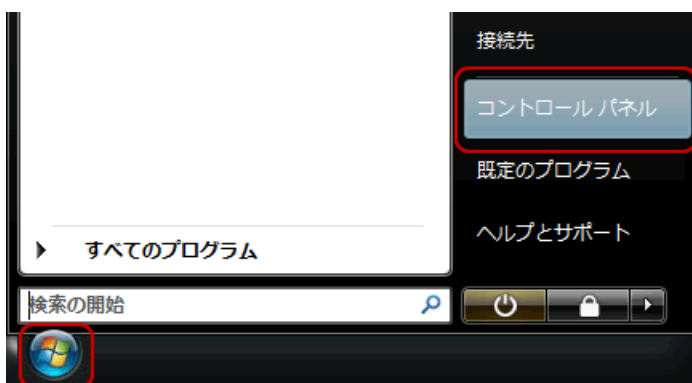 接続先
コントロール パネル
既定のプログラム
ヘルプとサポート
すべてのプログラム
検索の開始